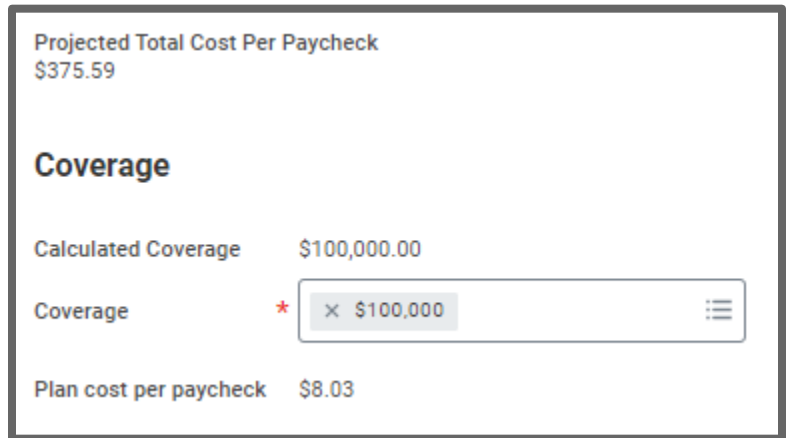 Projected Total Cost Per Paycheck
$375.59
Coverage
Calculated Coverage $100,000.00
Coverage * × $100,000
Plan cost per paycheck $8.03